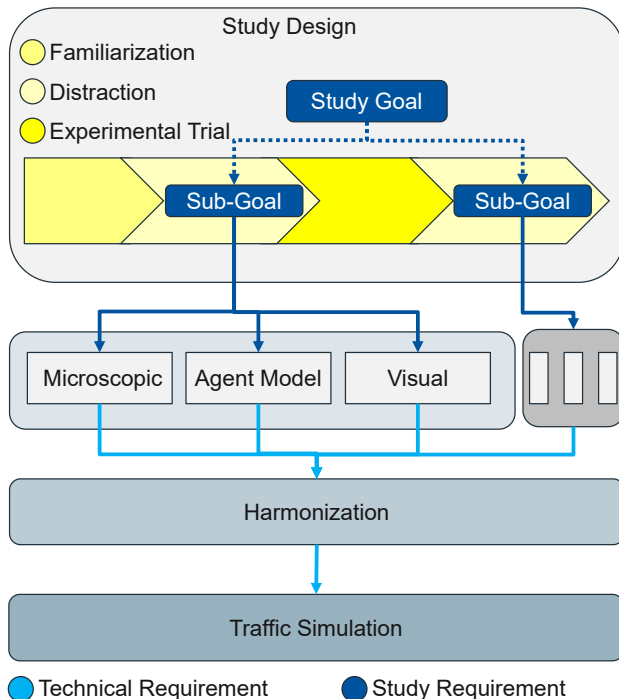 Study Design
Familiarization
Distraction
Experimental Trial
Study Goal
Sub-Goal
Sub-Goal
Microscopic
Agent Model
Visual
Harmonization
Traffic Simulation
Technical Requirement
Study Requirement